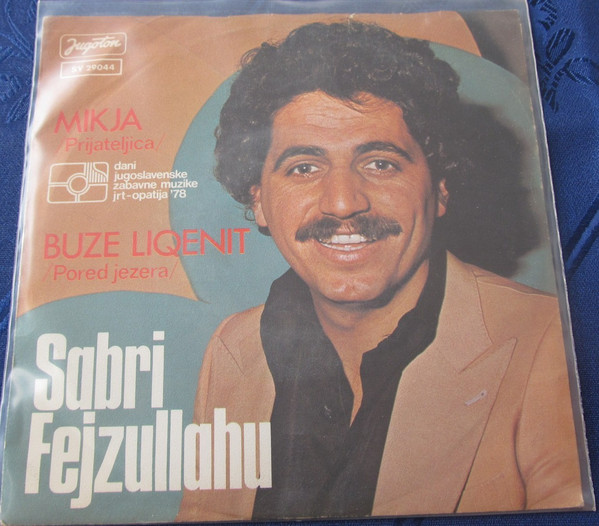 Jugoton
SY 29044
MIKJA
/Prijateljica/
dani
jugoslavenske
zabavne muzike
jrt-opatija '78
BUZE LIQENIT
/Pored jezera/
Sabri
Fejzullahu